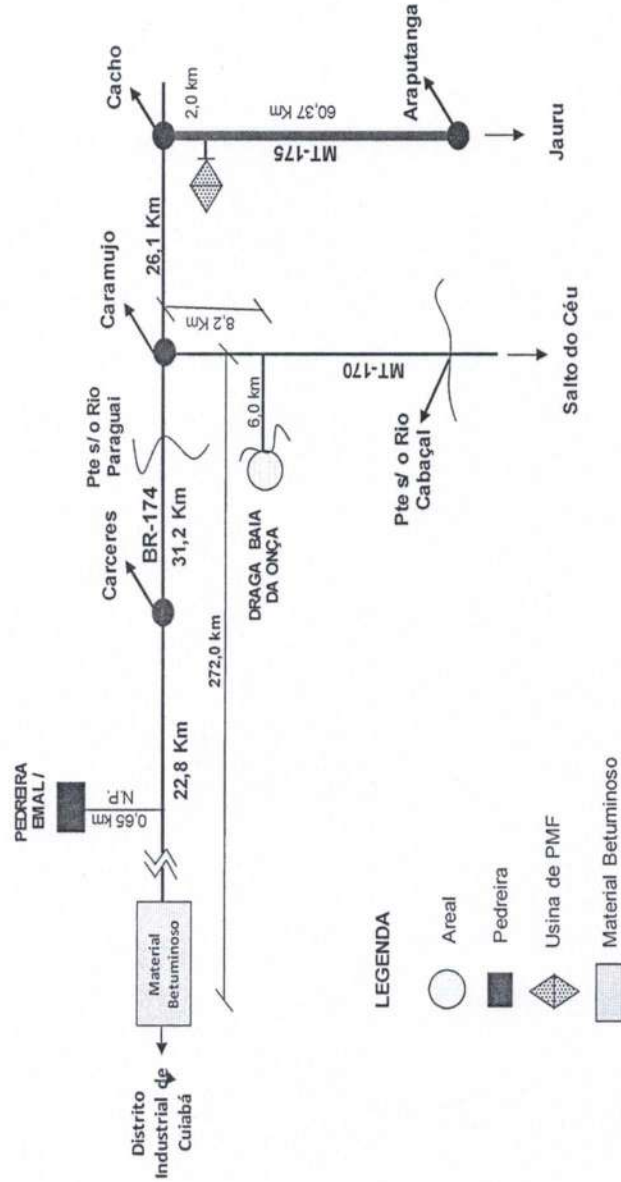 PEDREIRA
EMAL /
N.P.
0,65 km
Carceres
BR-174
Pte s/ o Rio
Paraguai
Caramujo
Cacho
22,8 Km
31,2 Km
26,1 Km
2,0 km
Material
Betuminoso
Distrito
Industrial de
Cuiabá
272,0 km
8,2 Km
6,0 km
DRAGA BAIA
DA ONÇA
MT-170
Pte s/ o Rio
Cabaçal
Salto do Céu
60,37 Km
MT-175
Araputanga
Jauru
LEGENDA
Areal
Pedreira
Usina de PMF
Material Betuminoso